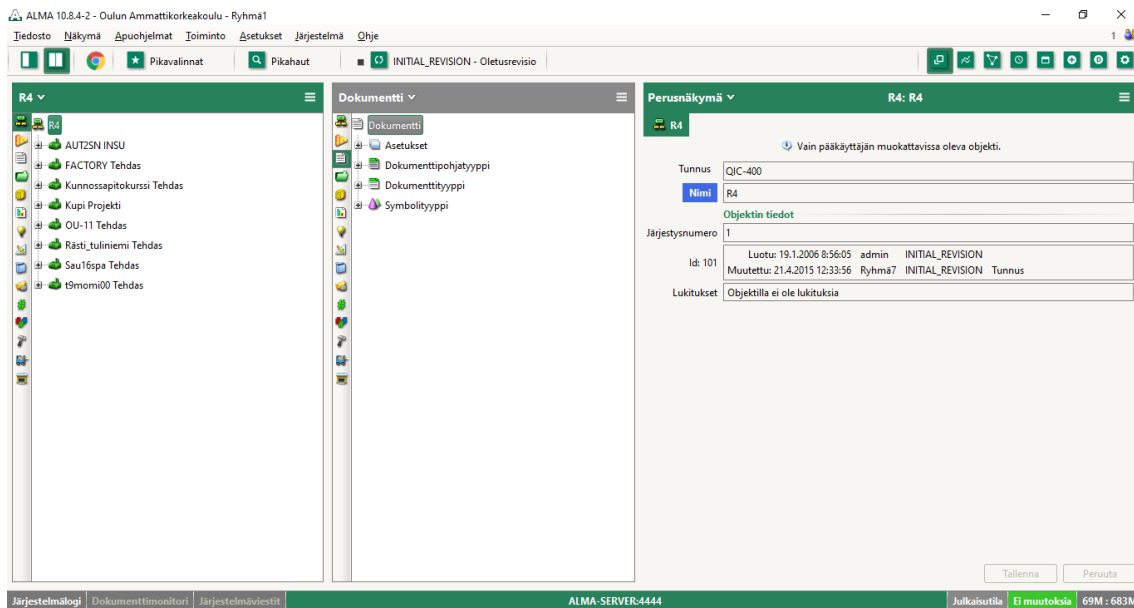 ALMA 10.8.4-2 - Oulun Ammattikorkeakoulu - Ryhmä1
Tiedosto Näkymä Apuohjelmat Toiminto Asetukset Järjestelmä Ohje
1
Pikavalinnat Pikahaut INITIAL_REVISION - Oletusrevisio
R4
R4
AUT2SN INSU
FACTORY Tehdas
Kunnossapitokurssi Tehdas
Kupi Projekti
OU-11 Tehdas
Rästi_tuliniemi Tehdas
Sau16spa Tehdas
t9momi00 Tehdas
Dokumentti
Dokumentti
Asetukset
Dokumenttipohjatyyppi
Dokumenttityyppi
Symbolityyppi
Perusnäkymä R4: R4
R4
Vain pääkäyttäjän muokattavissa oleva objekti.
Tunnus QIC-400
Nimi R4
Objektin tiedot
Järjestysnumero 1
Id: 101
Luotu: 19.1.2006 8:56:05 admin INITIAL_REVISION
Muutettu: 21.4.2015 12:33:56 Ryhmä7 INITIAL_REVISION Tunnus
Lukitukset Objektilla ei ole lukituksia
Tallenna Peruuta
Järjestelmälogi Dokumenttimonitori Järjestelmäviestit ALMA-SERVER:4444 Julkaisutila Ei muutoksia 69M : 683M